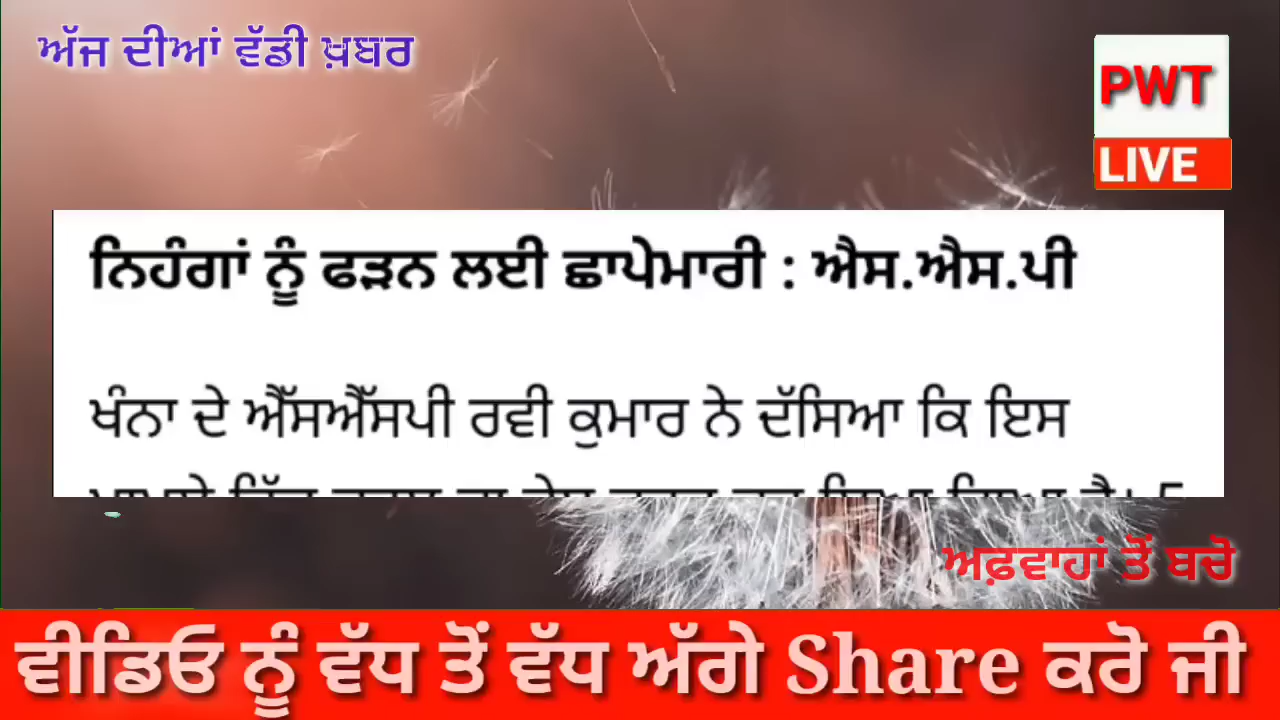 ਅੱਜ ਦੀਆਂ ਵੱਡੀ ਖ਼ਬਰ
PWT
LIVE
ਨਿਹੰਗਾਂ ਨੂੰ ਫੜਨ ਲਈ ਛਾਪੇਮਾਰੀ : ਐਸ.ਐਸ.ਪੀ
ਖੰਨਾ ਦੇ ਐੱਸਐੱਸਪੀ ਰਵੀ ਕੁਮਾਰ ਨੇ ਦੱਸਿਆ ਕਿ ਇਸ
ਅਫ਼ਵਾਹਾਂ ਤੋਂ ਬਚੋ
ਵੀਡਿਓ ਨੂੰ ਵੱਧ ਤੋਂ ਵੱਧ ਅੱਗੇ Share ਕਰੋ ਜੀ